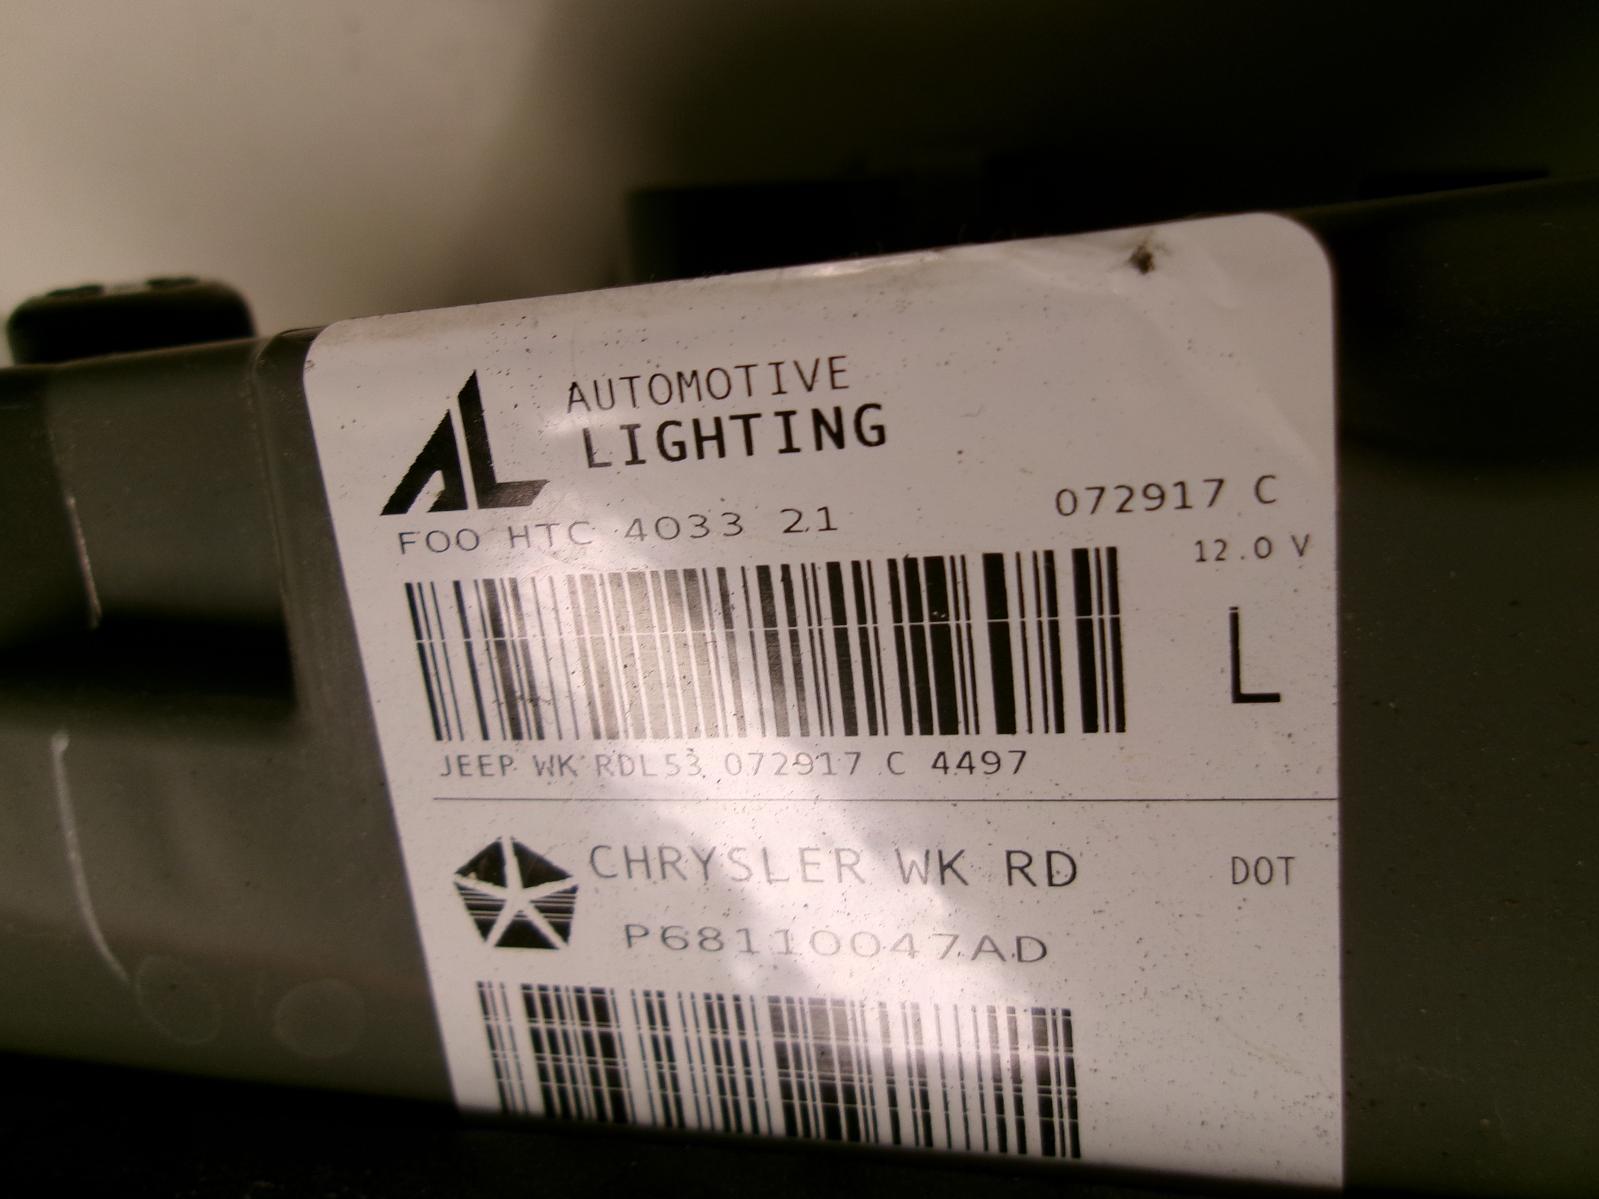 AL AUTOMOTIVE
LIGHTING
FOO HTC 4033 21
072917 C
12.0 V
L
JEEP WK RDL53 072917 C 4497
CHRYSLER WK RD
DOT
P68110047AD